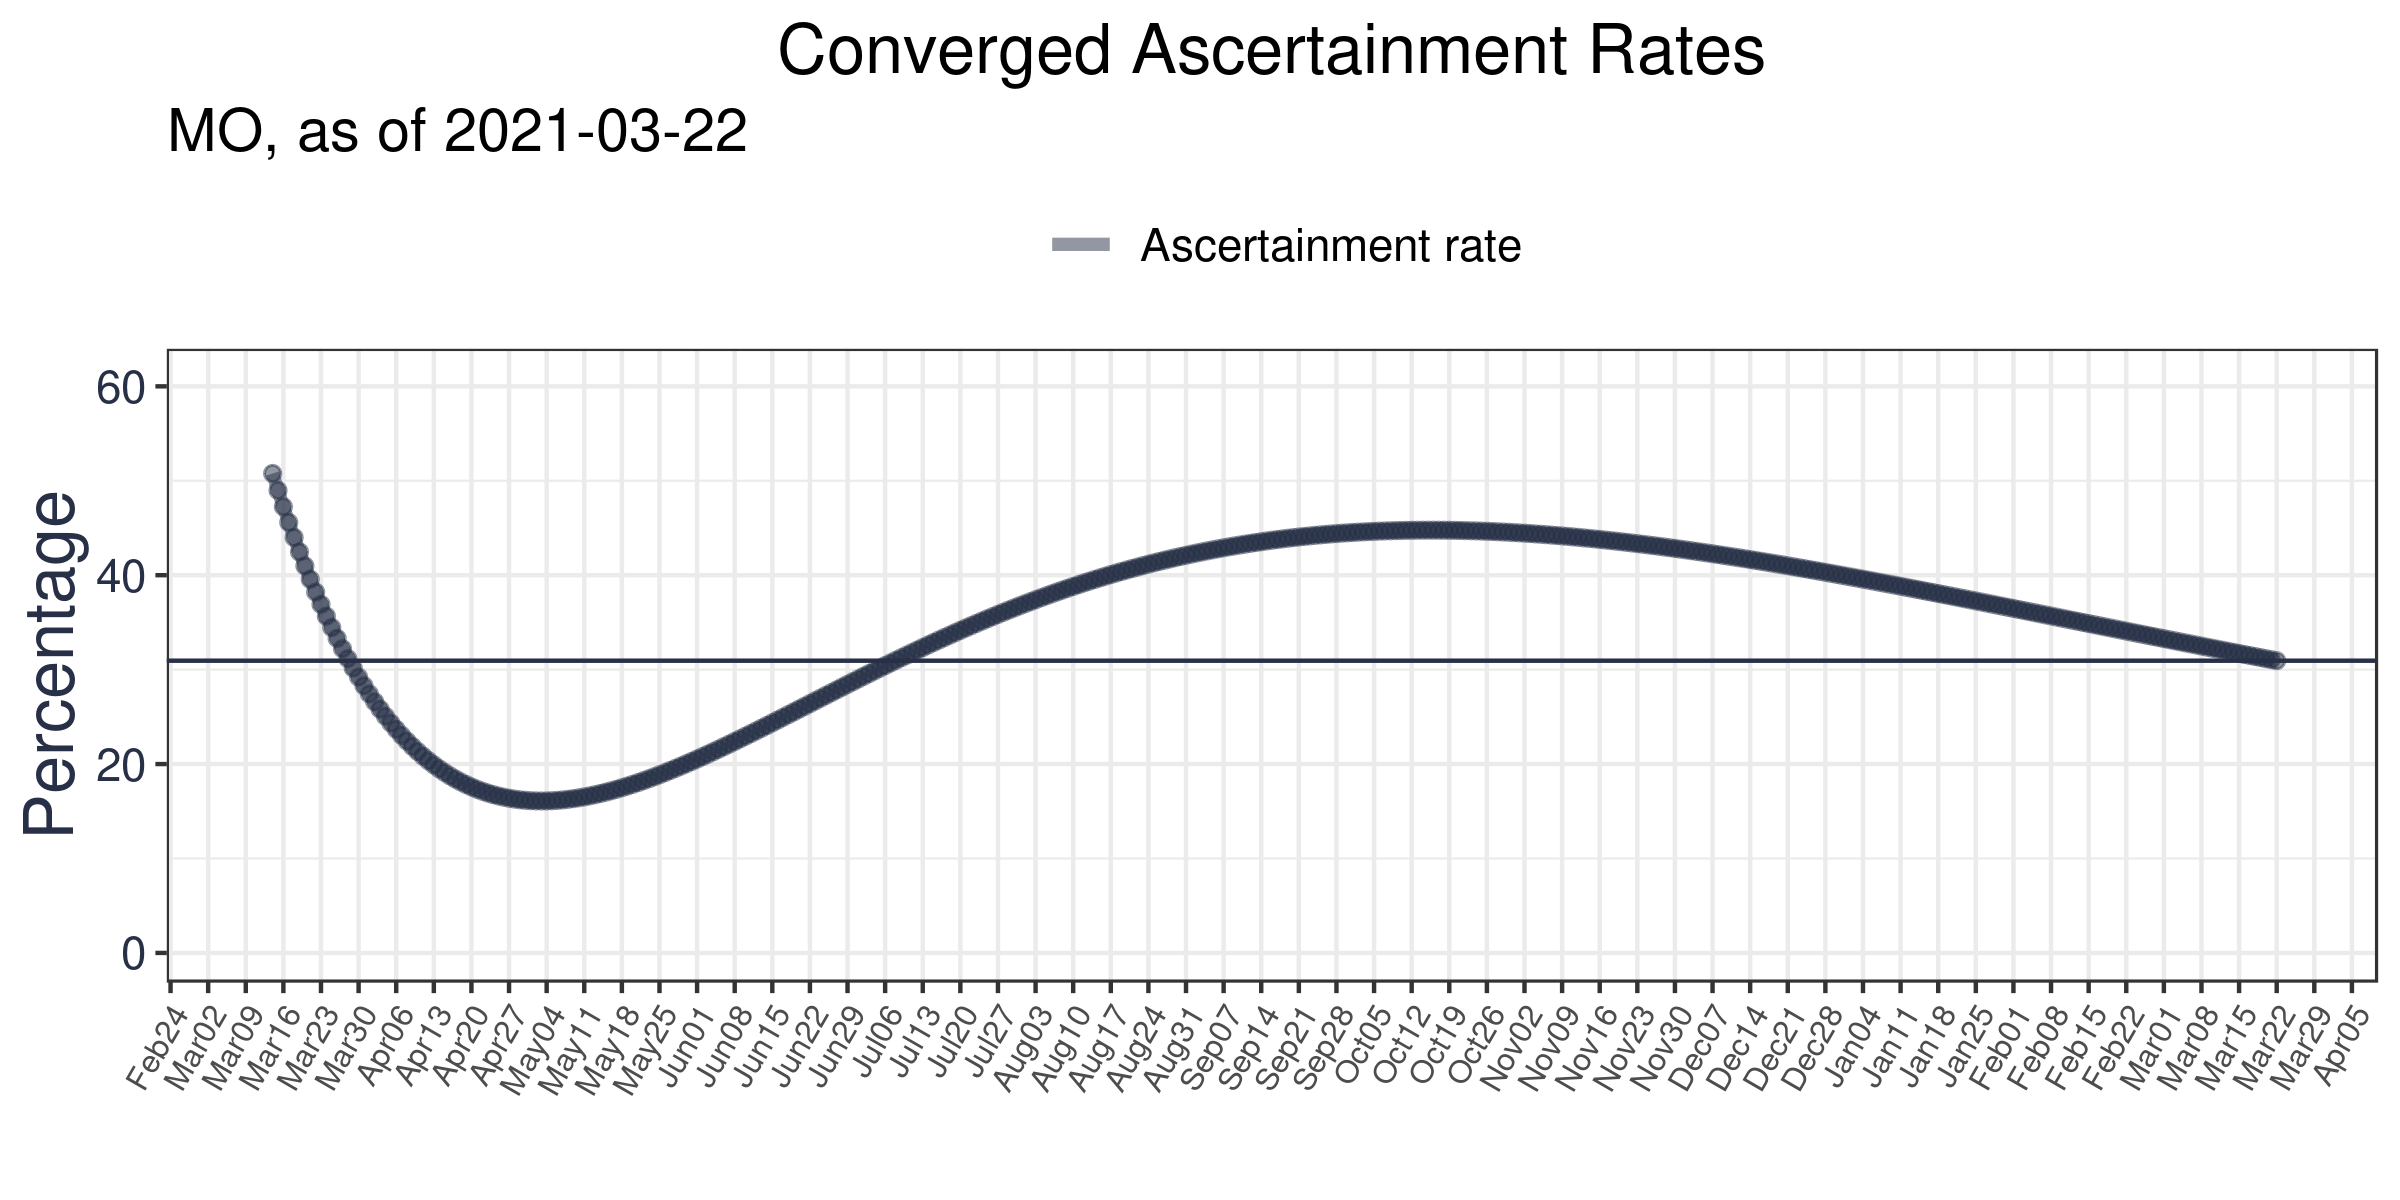 Converged Ascertainment Rates
MO, as of 2021-03-22
Ascertainment rate
Percentage
60
40
20
0
Feb24 Mar02 Mar09 Mar16 Mar23 Mar30 Apr06 Apr13 Apr20 Apr27 May04 May11 May18 May25 Jun01 Jun08 Jun15 Jun22 Jun29 Jul06 Jul13 Jul20 Jul27 Aug03 Aug10 Aug17 Aug24 Aug31 Sep07 Sep14 Sep21 Sep28 Oct05 Oct12 Oct19 Oct26 Nov02 Nov09 Nov16 Nov23 Nov30 Dec07 Dec14 Dec21 Dec28 Jan04 Jan11 Jan18 Jan25 Feb01 Feb08 Feb15 Feb22 Mar01 Mar08 Mar15 Mar22 Mar29 Apr05